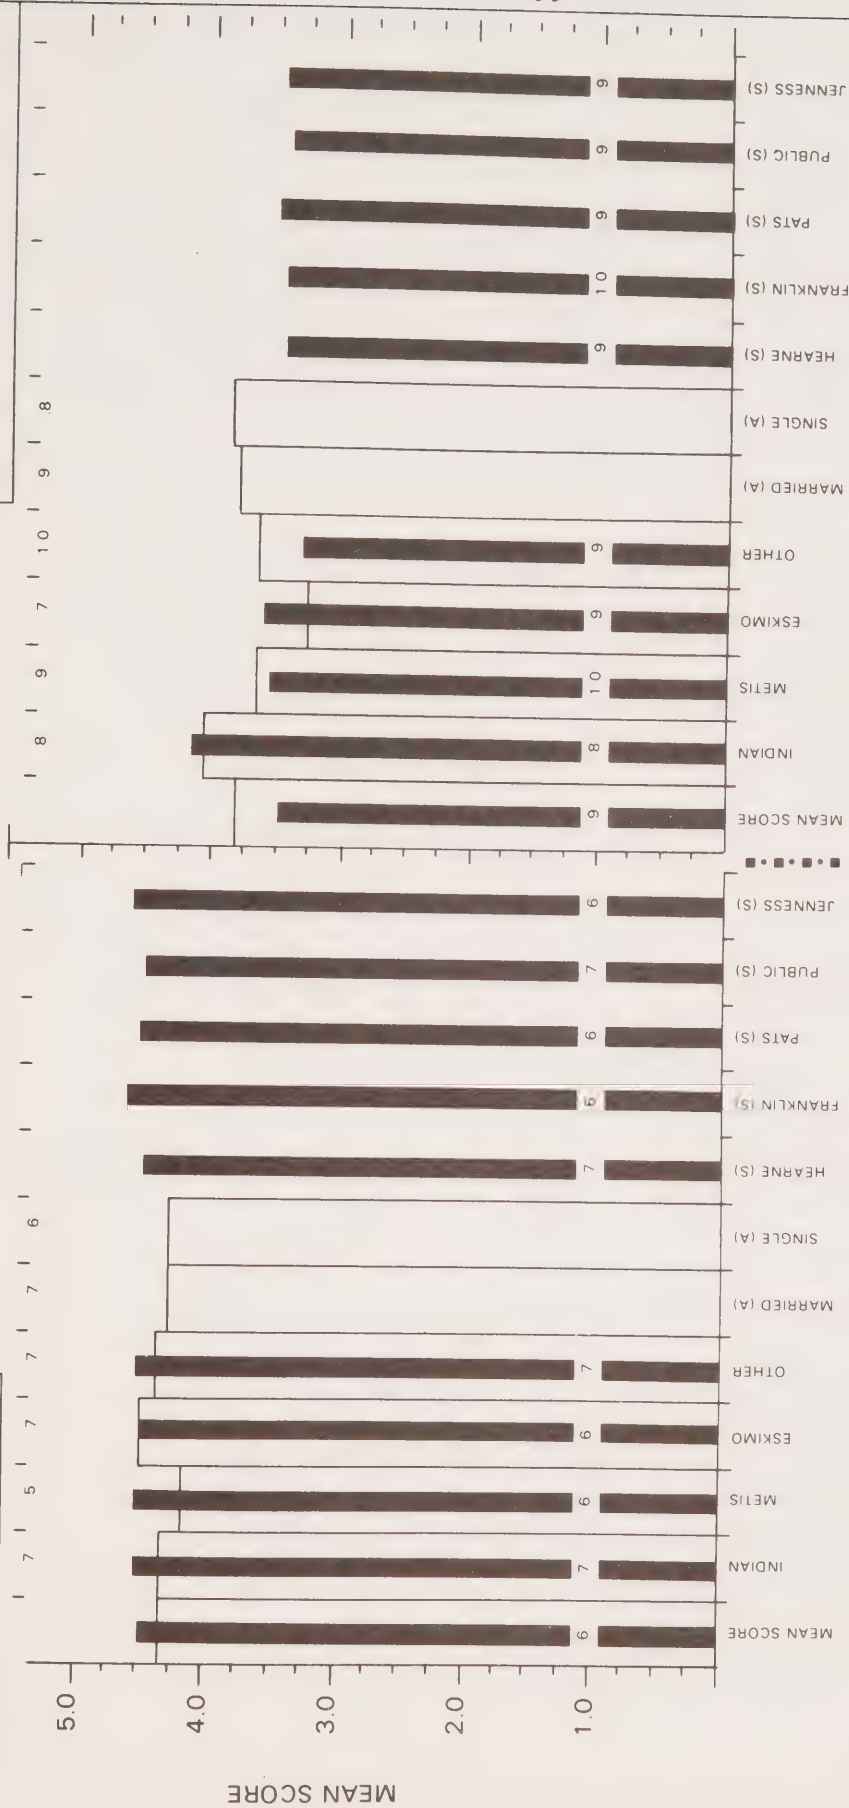 MEAN SCORE
5.0
4.0
3.0
2.0
1.0
7 5 7 7 7 6
6 7 6 6 7 7 6 7 6
MEAN SCORE
INDIAN
METIS
ESKIMO
OTHER
MARRIED (A)
SINGLE (A)
HEARNE (S)
FRANKLIN (S)
PATS (S)
PUBLIC (S)
JENNESS (S)
8 9 7 10 9 8
9 8 10 9 9 9 10 9 9 9
MEAN SCORE
INDIAN
METIS
ESKIMO
OTHER
MARRIED (A)
SINGLE (A)
HEARNE (S)
FRANKLIN (S)
PATS (S)
PUBLIC (S)
JENNESS (S)